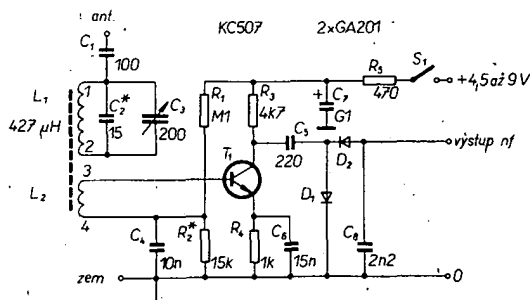 ant.
KC507
2xGA201
C1
100
R5
470
S1
+4,5 až 9V
L1
427 µH
1
2
C2*
15
C3
200
R1
M1
R3
4k7
+
C7
G1
C5
220
D2
výstup nf
T1
D1
L2
3
4
C4
10n
R2*
15k
R4
1k
C6
15n
C8
2n2
zem
0